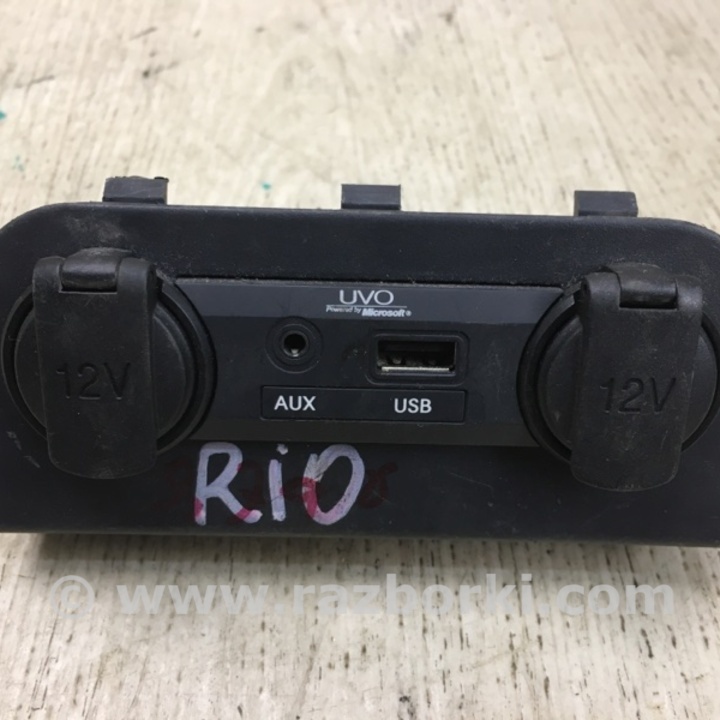 UVO
Powered by Microsoft®
12V
12V
AUX
USB
RiO
© www.razborki.com